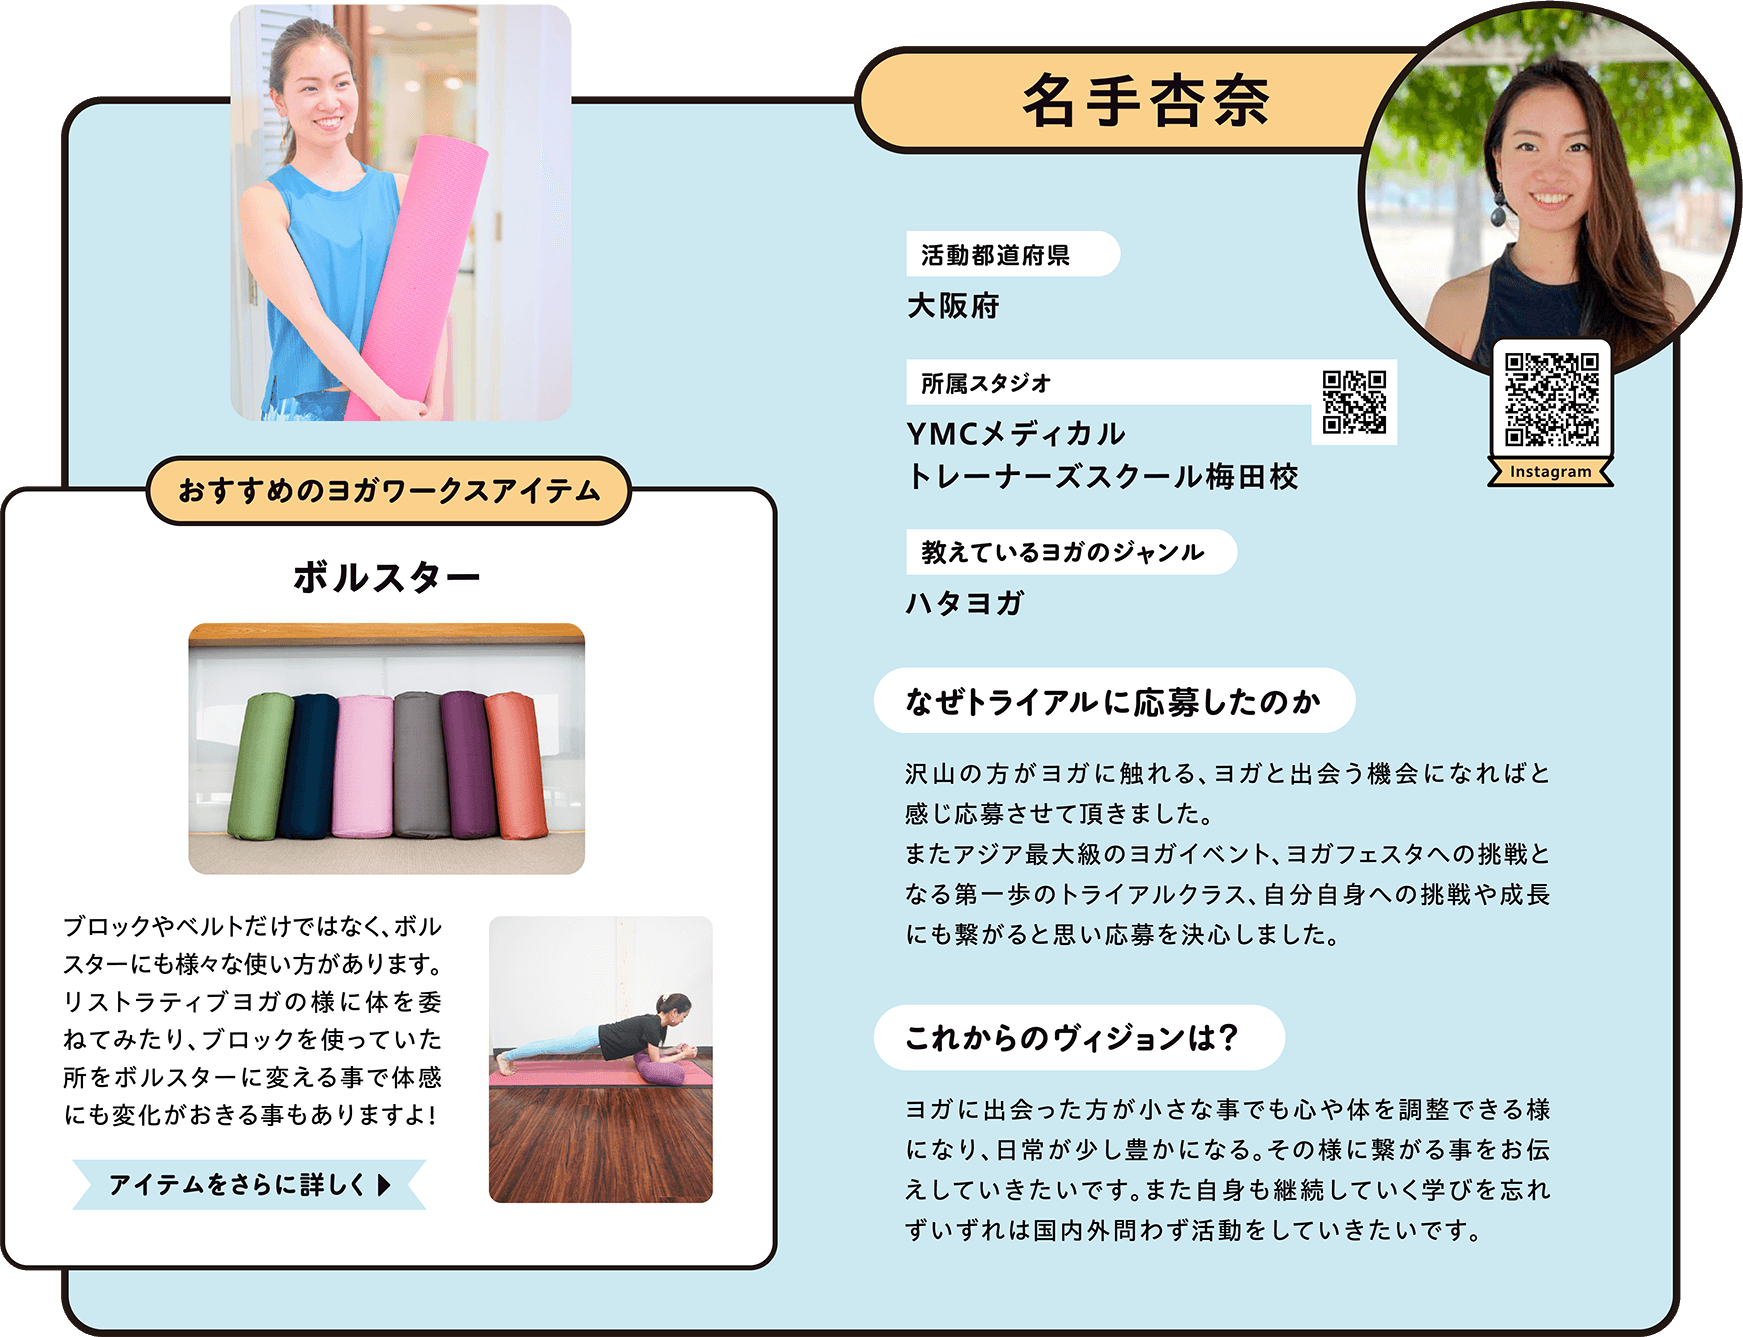 名手杏奈
活動都道府県
大阪府
所属スタジオ
YMCメディカル
トレーナーズスクール梅田校
Instagram
教えているヨガのジャンル
ハタヨガ
なぜトライアルに応募したのか
沢山の方がヨガに触れる、ヨガと出会う機会になればと
感じ応募させて頂きました。
またアジア最大級のヨガイベント、ヨガフェスタへの挑戦と
なる第一歩のトライアルクラス、自分自身への挑戦や成長
にも繋がると思い応募を決心しました。
これからのヴィジョンは？
ヨガに出会った方が小さな事でも心や体を調整できる様
になり、日常が少し豊かになる。その様に繋がる事をお伝
えしていきたいです。また自身も継続していく学びを忘れ
ずいずれは国内外問わず活動をしていきたいです。
おすすめのヨガワークスアイテム
ボルスター
ブロックやベルトだけではなく、ボル
スターにも様々な使い方があります。
リストラティブヨガの様に体を委
ねてみたり、ブロックを使っていた
所をボルスターに変える事で体感
にも変化がおきる事もありますよ！
アイテムをさらに詳しく